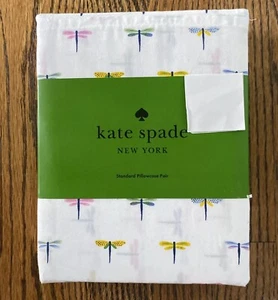 kate spade
NEW YORK
Standard Pillowcase Pair